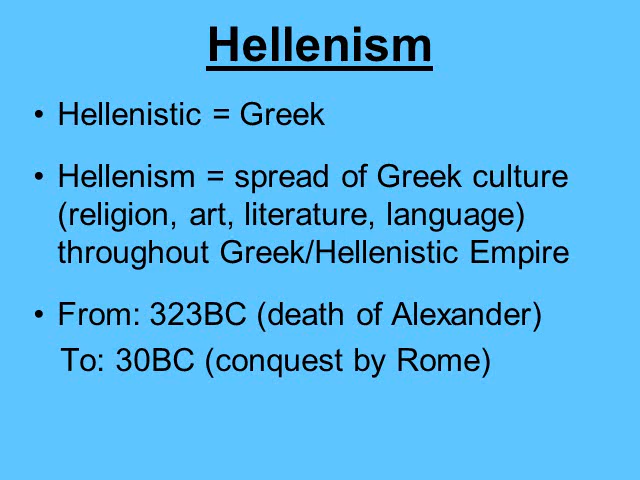 Hellenism
• Hellenistic = Greek
• Hellenism = spread of Greek culture
(religion, art, literature, language)
throughout Greek/Hellenistic Empire
• From: 323BC (death of Alexander)
To: 30BC (conquest by Rome)